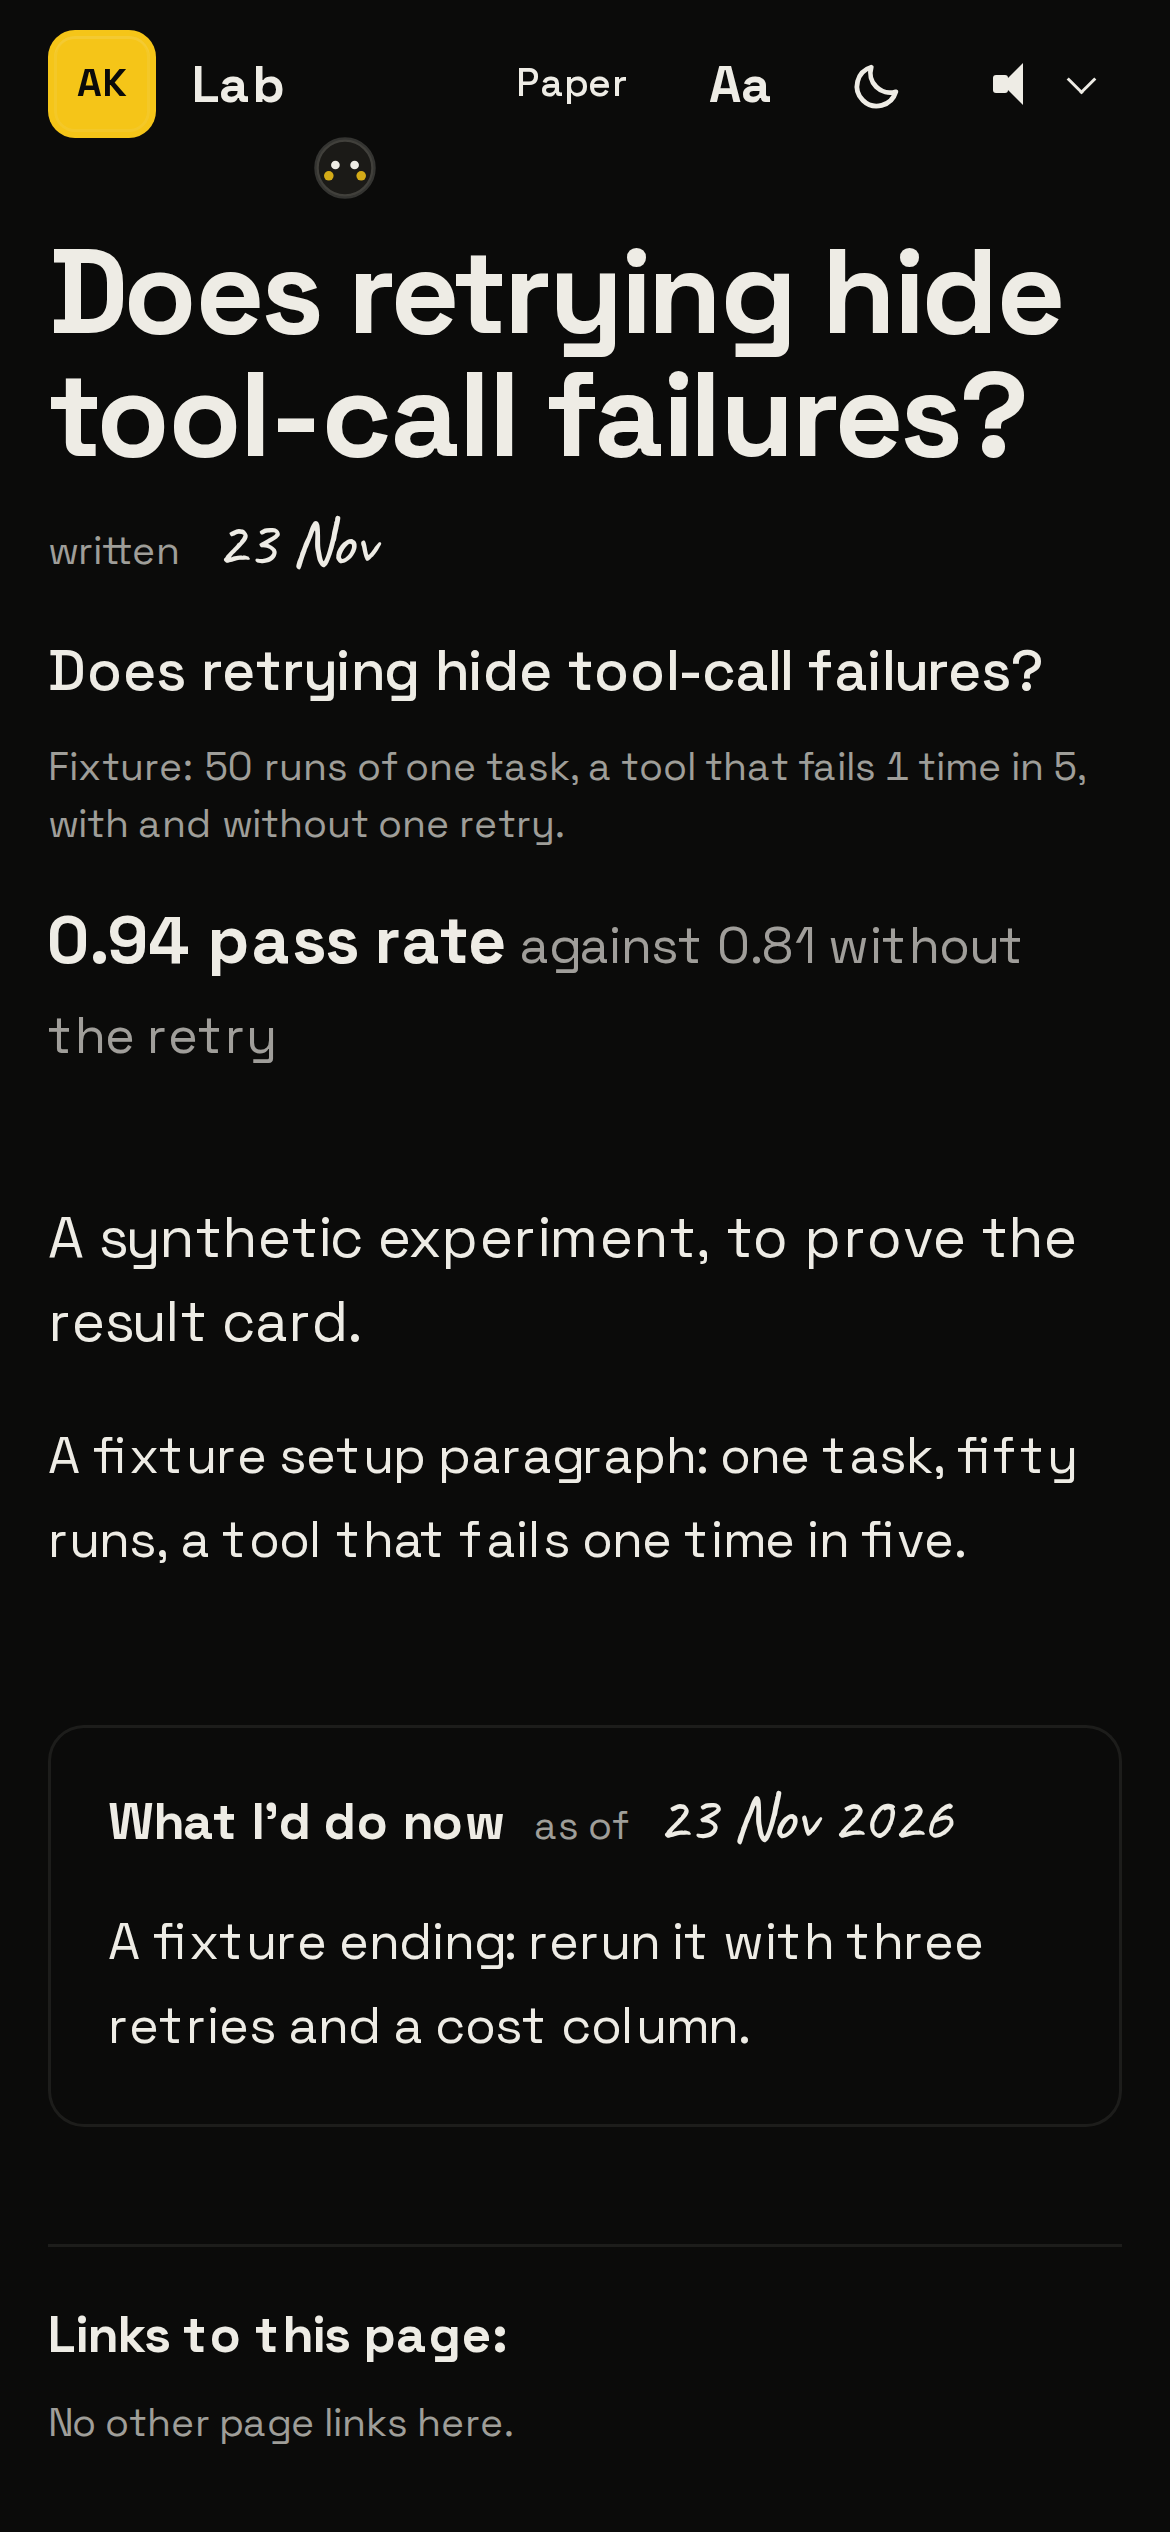 AK Lab Paper Aa
Does retrying hide
tool-call failures?
written 23 Nov
Does retrying hide tool-call failures?
Fixture: 50 runs of one task, a tool that fails 1 time in 5,
with and without one retry.
0.94 pass rate against 0.81 without
the retry
A synthetic experiment, to prove the
result card.
A fixture setup paragraph: one task, fifty
runs, a tool that fails one time in five.
What I’d do now as of 23 Nov 2026
A fixture ending: rerun it with three
retries and a cost column.
Links to this page:
No other page links here.